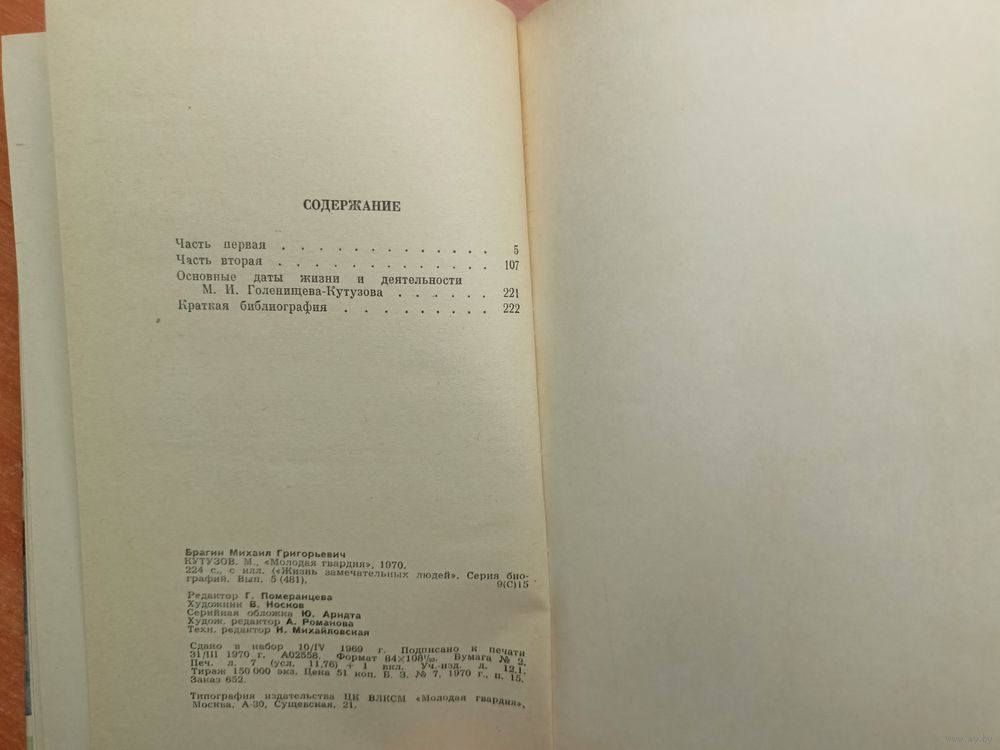 СОДЕРЖАНИЕ
Часть первая . . . . . . . . . . . . . 5
Часть вторая . . . . . . . . . . . . . 107
Основные даты жизни и деятельности
М. И. Голенищева-Кутузова . . . . . . 221
Краткая библиография . . . . . . . . . 222
Брагин Михаил Григорьевич
КУТУЗОВ. М., «Молодая гвардия», 1970.
224 с., с илл. («Жизнь замечательных людей». Серия био-
графий. Вып. 5 (481). 9(С)15
Редактор Г. Померанцева
Художник В. Носков
Серийная обложка Ю. Арндта
Худож. редактор А. Романова
Техн. редактор Н. Михайловская
Сдано в набор 10/IV 1969 г. Подписано к печати
31/III 1970 г. А02558. Формат 84×108 1/32. Бумага № 2.
Печ. л. 7 (усл. 11,76) + 1 вкл. Уч.-изд. л. 12,1.
Тираж 150 000 экз. Цена 51 коп. Б. З. № 7, 1970 г., п. 15.
Заказ 652.
Типография издательства ЦК ВЛКСМ «Молодая гвардия»,
Москва, А-30, Сущевская, 21.
www.ay.by